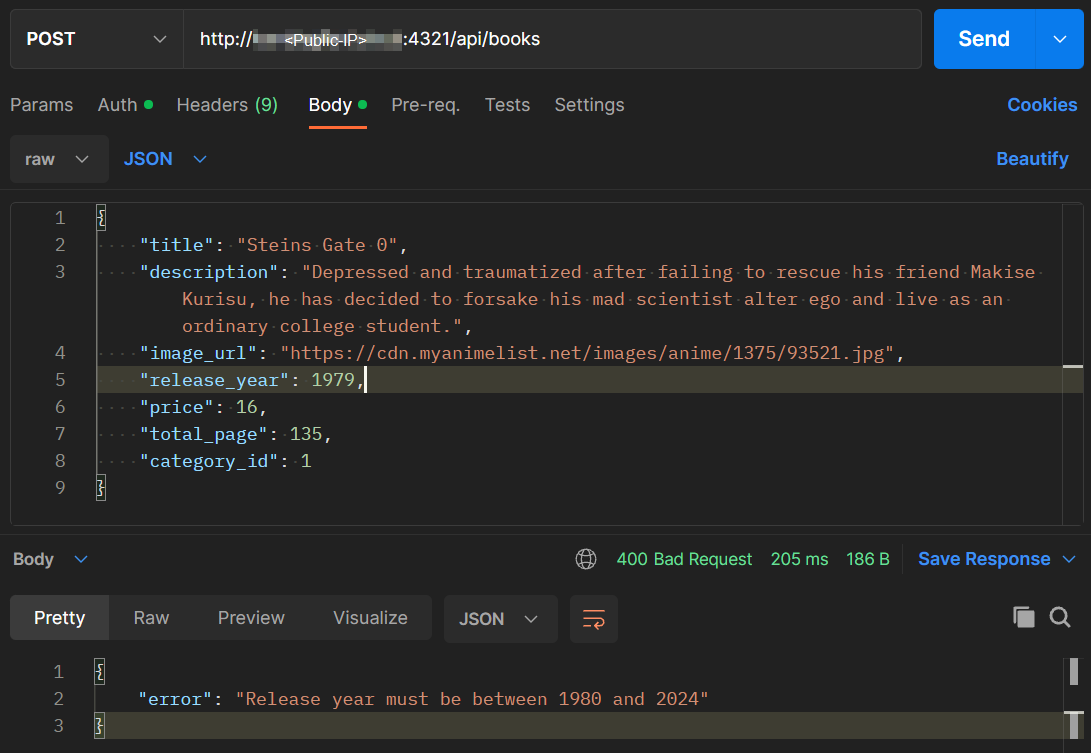 POST http://<Public-IP>:4321/api/books Send
Params Auth Headers (9) Body Pre-req. Tests Settings Cookies
raw JSON Beautify
1 {
2 "title": "Steins Gate 0",
3 "description": "Depressed and traumatized after failing to rescue his friend Makise
Kurisu, he has decided to forsake his mad scientist alter ego and live as an
ordinary college student.",
4 "image_url": "https://cdn.myanimelist.net/images/anime/1375/93521.jpg",
5 "release_year": 1979,
6 "price": 16,
7 "total_page": 135,
8 "category_id": 1
9 }
Body 400 Bad Request 205 ms 186 B Save Response
Pretty Raw Preview Visualize JSON
1 {
2 "error": "Release year must be between 1980 and 2024"
3 }